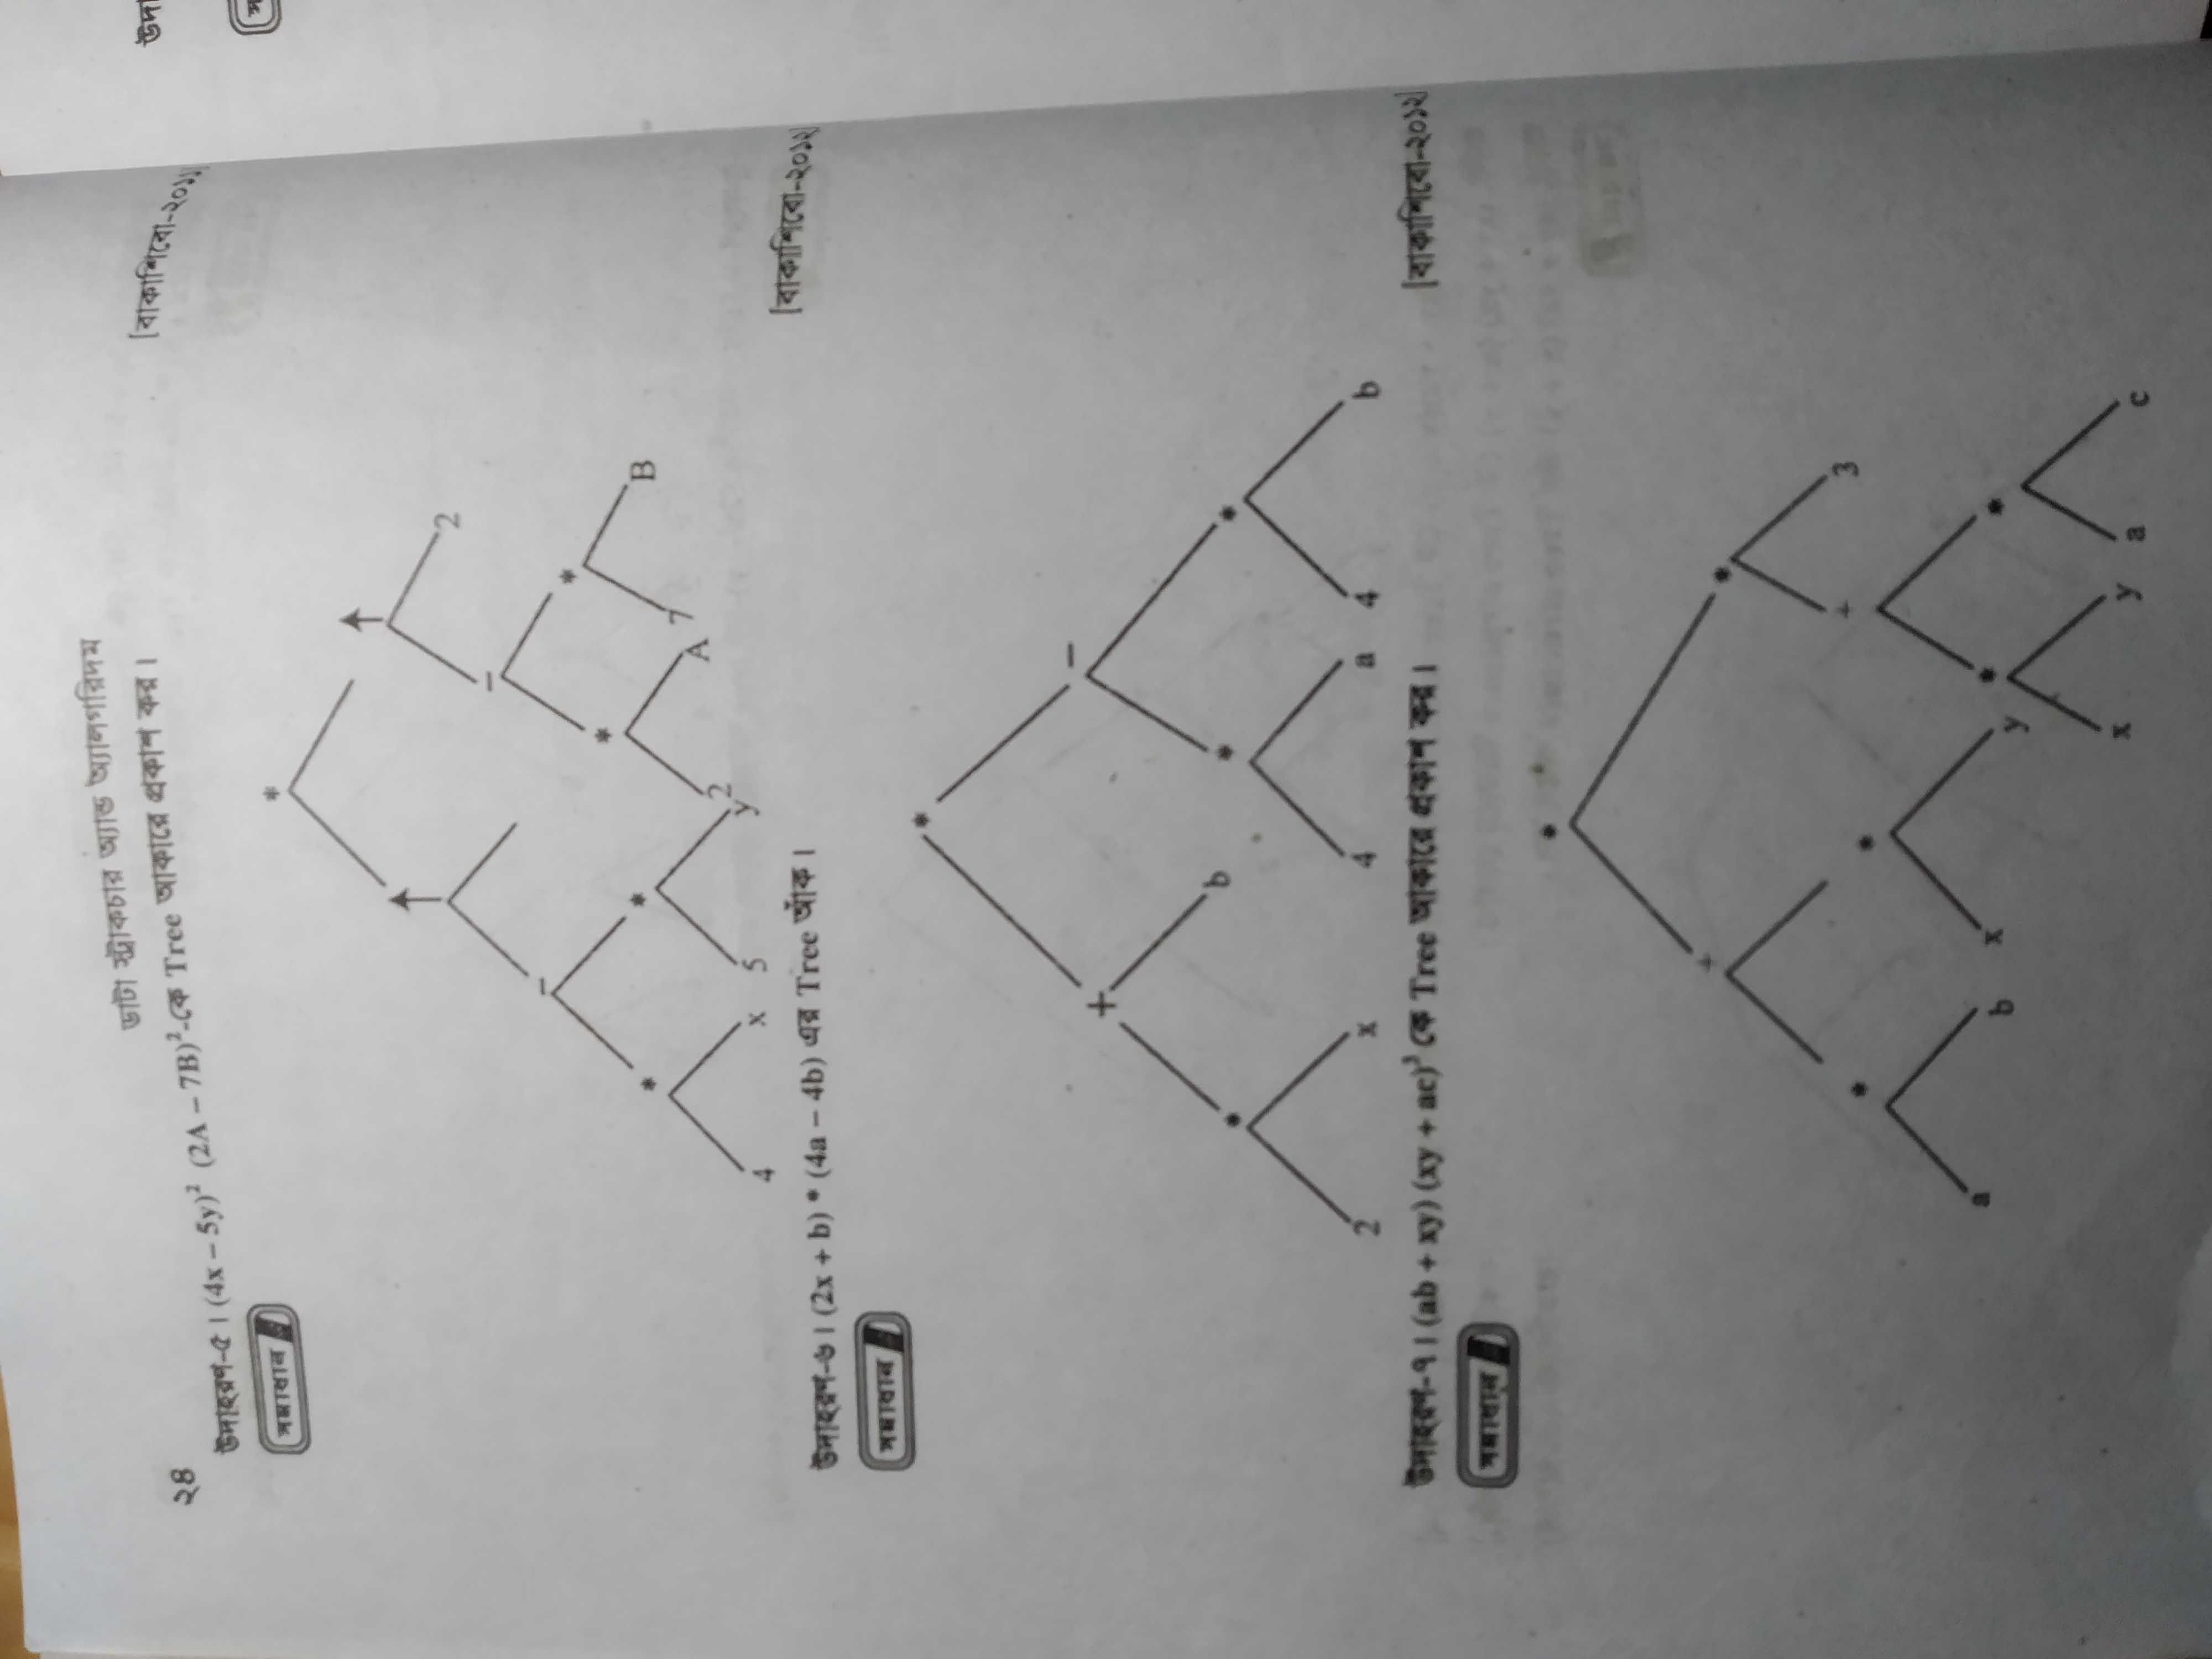 ২৪
ডাটা স্ট্রাকচার অ্যান্ড অ্যালগরিদম
উদাহরণ-৫। (4x – 5y)² (2A – 7B)²-কে Tree আকারে প্রকাশ কর।
[বাকাশিবো-২০১১]
সমাধান
*
↑
↑
2
–
–
*
*
*
*
4
x
5
y
2
A
7
B
উদাহরণ-৬। (2x + b) * (4a – 4b) এর Tree আঁক।
[বাকাশিবো-২০১২]
সমাধান
*
+
–
*
b
*
*
2
x
4
a
4
b
উদাহরণ-৭। (ab + xy) (xy + ac)³ কে Tree আকারে প্রকাশ কর।
[বাকাশিবো-২০১২]
সমাধান
*
+
*
*
*
+
3
a
b
x
y
*
*
x
y
a
c